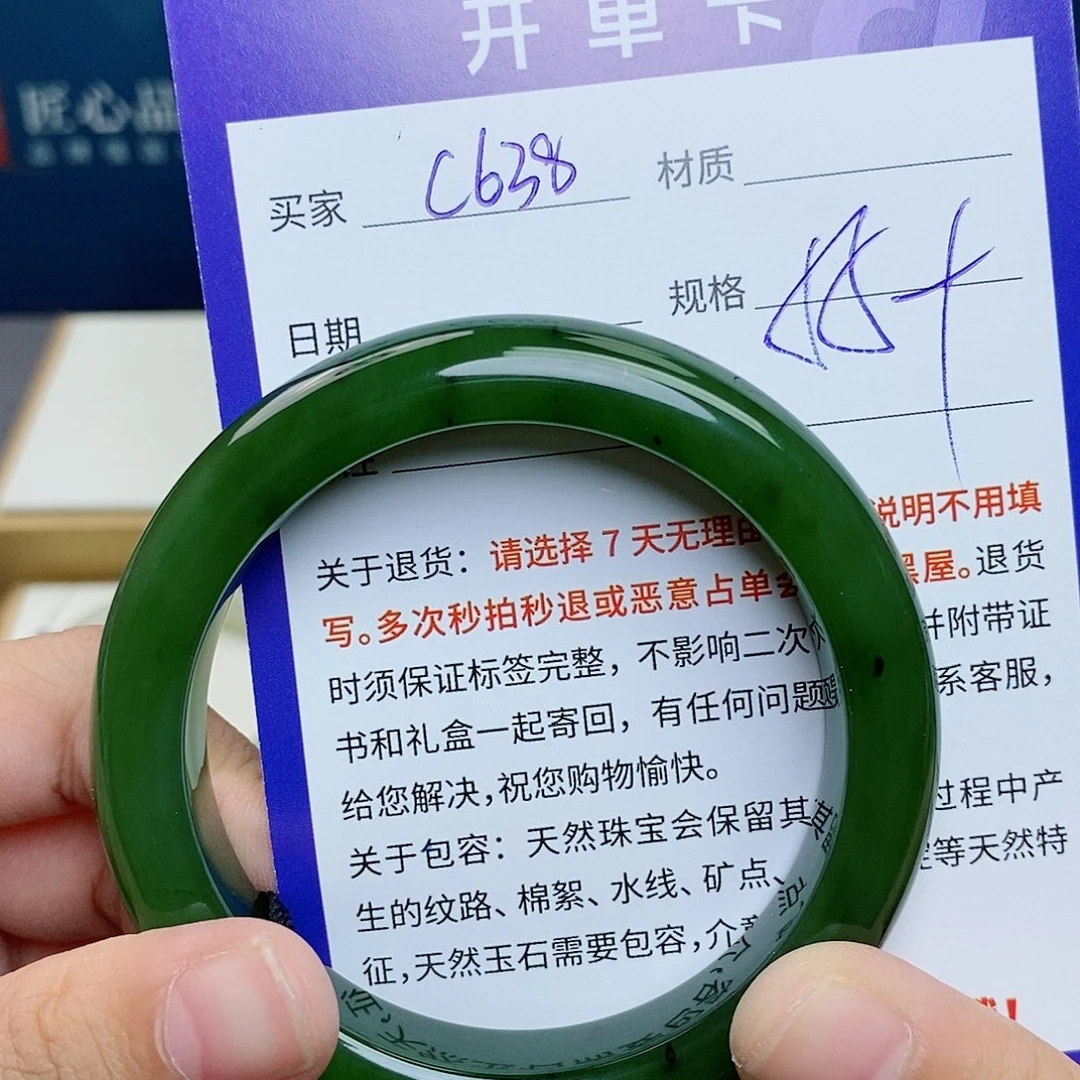 开单卡
匠心品
买家 C638 材质
日期 规格
关于退货：请选择7天无理由 说明不用填
写。多次秒拍秒退或恶意占单会 黑屋。退货
时须保证标签完整，不影响二次 并附带证
书和礼盒一起寄回，有任何问题 系客服，
给您解决，祝您购物愉快。
关于包容：天然珠宝会保留其 过程中产
生的纹路、棉絮、水线、矿点、 等天然特
征，天然玉石需要包容，介意